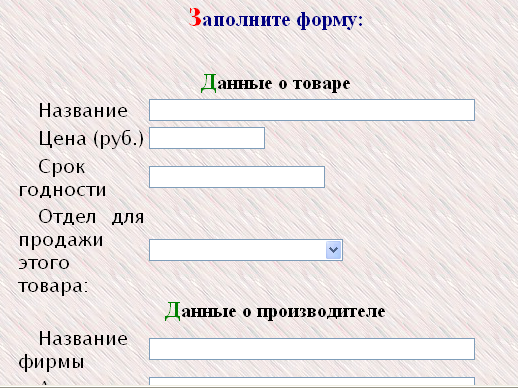 Заполните форму:
Данные о товаре
Название
Цена (руб.)
Срок
годности
Отдел для
продажи
этого
товара:
Данные о производителе
Название
фирмы